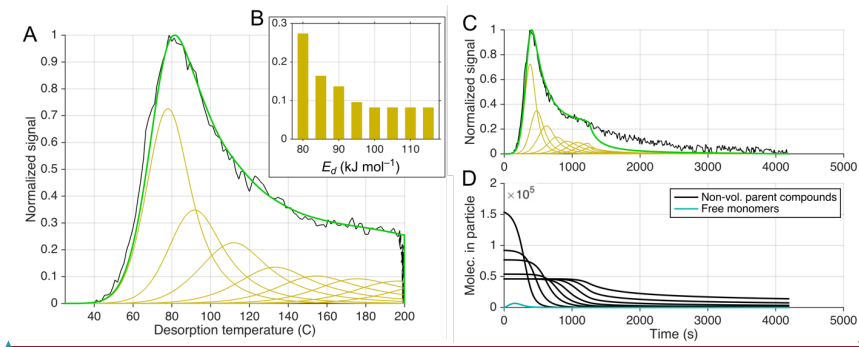 A
Normalized signal
1
0.9
0.8
0.7
0.6
0.5
0.4
0.3
0.2
0.1
0
40 60 80 100 120 140 160 180 200
Desorption temperature (C)
B
0.3
0.2
0.1
0
80 90 100 110
E_d (kJ mol⁻¹)
C
Normalized signal
1
0.8
0.6
0.4
0.2
0
0 1000 2000 3000 4000 5000
D
Molec. in particle
2
×10⁵
1.5
1
0.5
0
Non-vol. parent compounds
Free monomers
0 1000 2000 3000 4000 5000
Time (s)